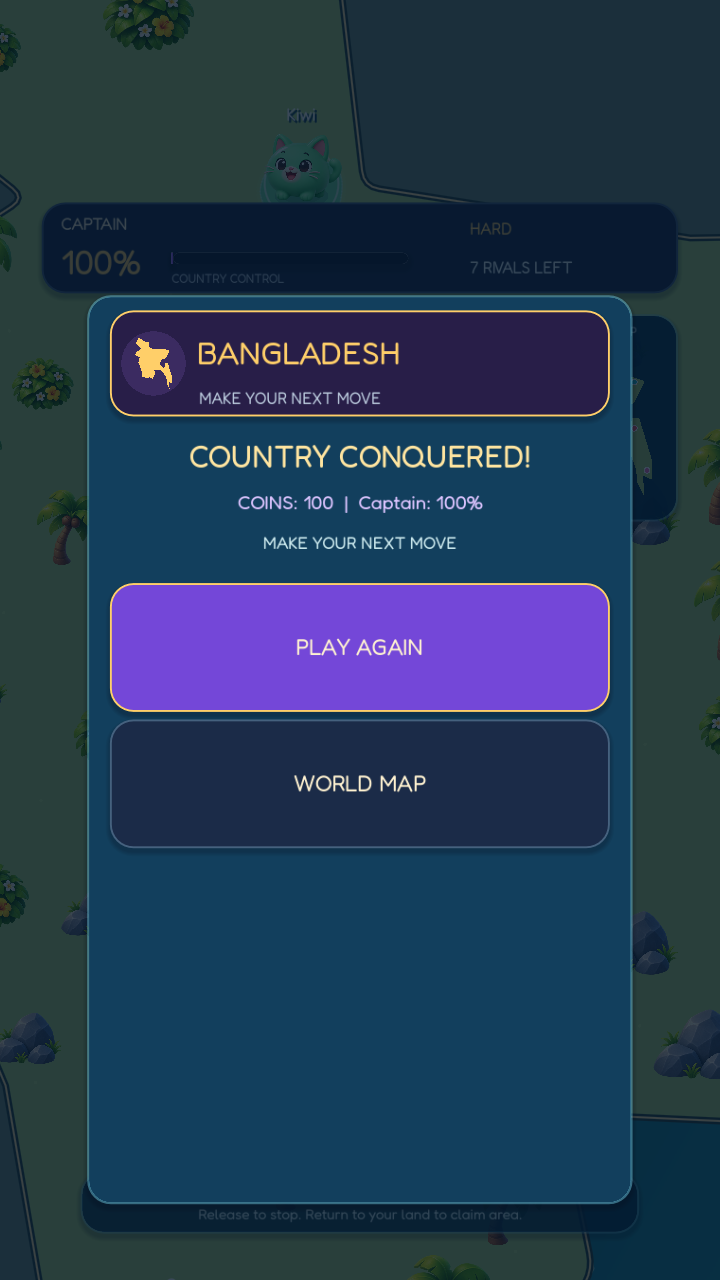 Kiwi
CAPTAIN
HARD
100%
COUNTRY CONTROL
7 RIVALS LEFT
BANGLADESH
MAKE YOUR NEXT MOVE
COUNTRY CONQUERED!
COINS: 100 | Captain: 100%
MAKE YOUR NEXT MOVE
PLAY AGAIN
WORLD MAP
Release to stop. Return to your land to claim area.